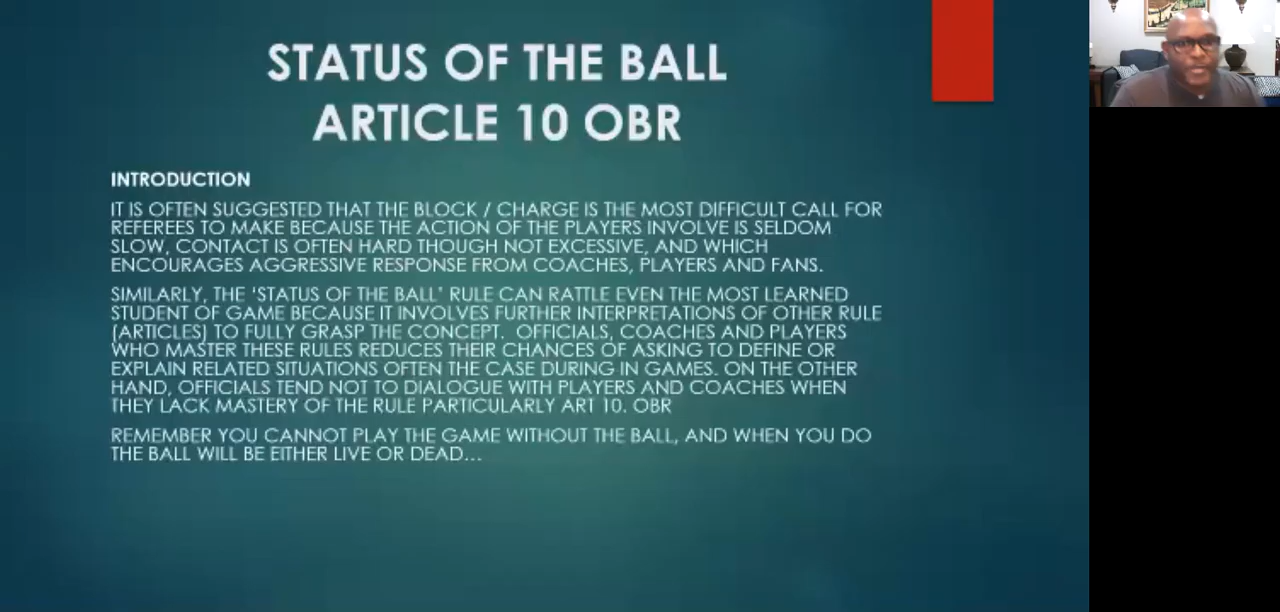 STATUS OF THE BALL
ARTICLE 10 OBR
INTRODUCTION
IT IS OFTEN SUGGESTED THAT THE BLOCK / CHARGE IS THE MOST DIFFICULT CALL FOR
REFEREES TO MAKE BECAUSE THE ACTION OF THE PLAYERS INVOLVE IS SELDOM
SLOW, CONTACT IS OFTEN HARD THOUGH NOT EXCESSIVE, AND WHICH
ENCOURAGES AGGRESSIVE RESPONSE FROM COACHES, PLAYERS AND FANS.
SIMILARLY, THE ‘STATUS OF THE BALL’ RULE CAN RATTLE EVEN THE MOST LEARNED
STUDENT OF GAME BECAUSE IT INVOLVES FURTHER INTERPRETATIONS OF OTHER RULE
(ARTICLES) TO FULLY GRASP THE CONCEPT. OFFICIALS, COACHES AND PLAYERS
WHO MASTER THESE RULES REDUCES THEIR CHANCES OF ASKING TO DEFINE OR
EXPLAIN RELATED SITUATIONS OFTEN THE CASE DURING IN GAMES. ON THE OTHER
HAND, OFFICIALS TEND NOT TO DIALOGUE WITH PLAYERS AND COACHES WHEN
THEY LACK MASTERY OF THE RULE PARTICULARLY ART 10. OBR
REMEMBER YOU CANNOT PLAY THE GAME WITHOUT THE BALL, AND WHEN YOU DO
THE BALL WILL BE EITHER LIVE OR DEAD…